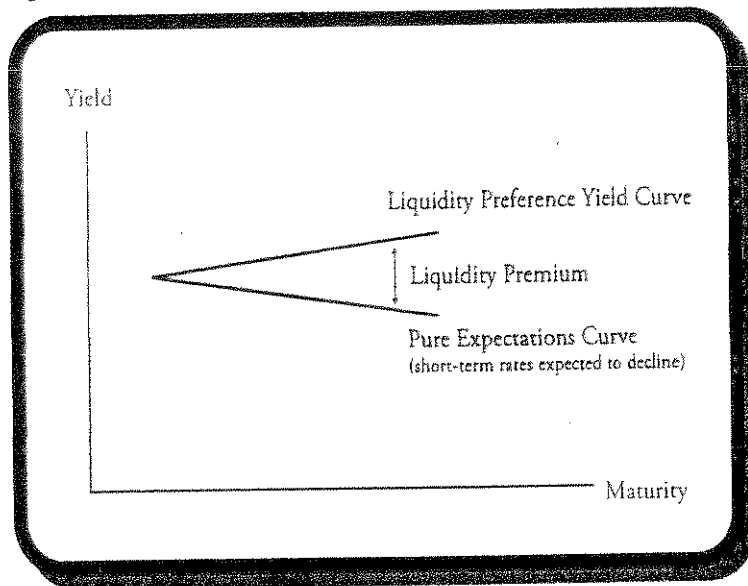 Yield
Liquidity Preference Yield Curve
Liquidity Premium
Pure Expectations Curve
(short-term rates expected to decline)
Maturity